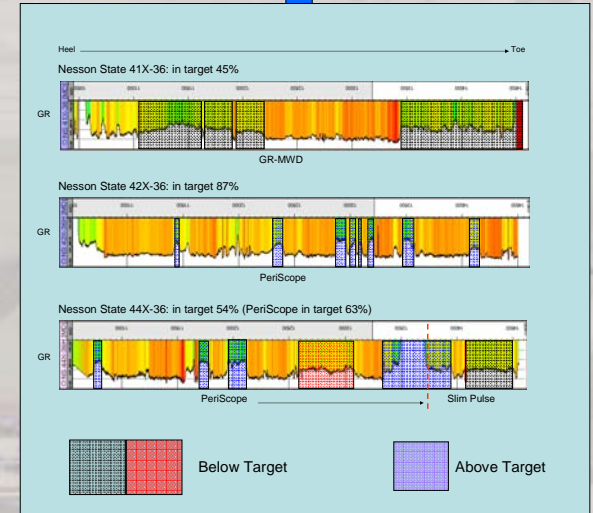 Heel Toe
Nesson State 41X-36: in target 45%
GR
GR-MWD
Nesson State 42X-36: in target 87%
GR
PeriScope
Nesson State 44X-36: in target 54% (PeriScope in target 63%)
GR
PeriScope Slim Pulse
Below Target Above Target